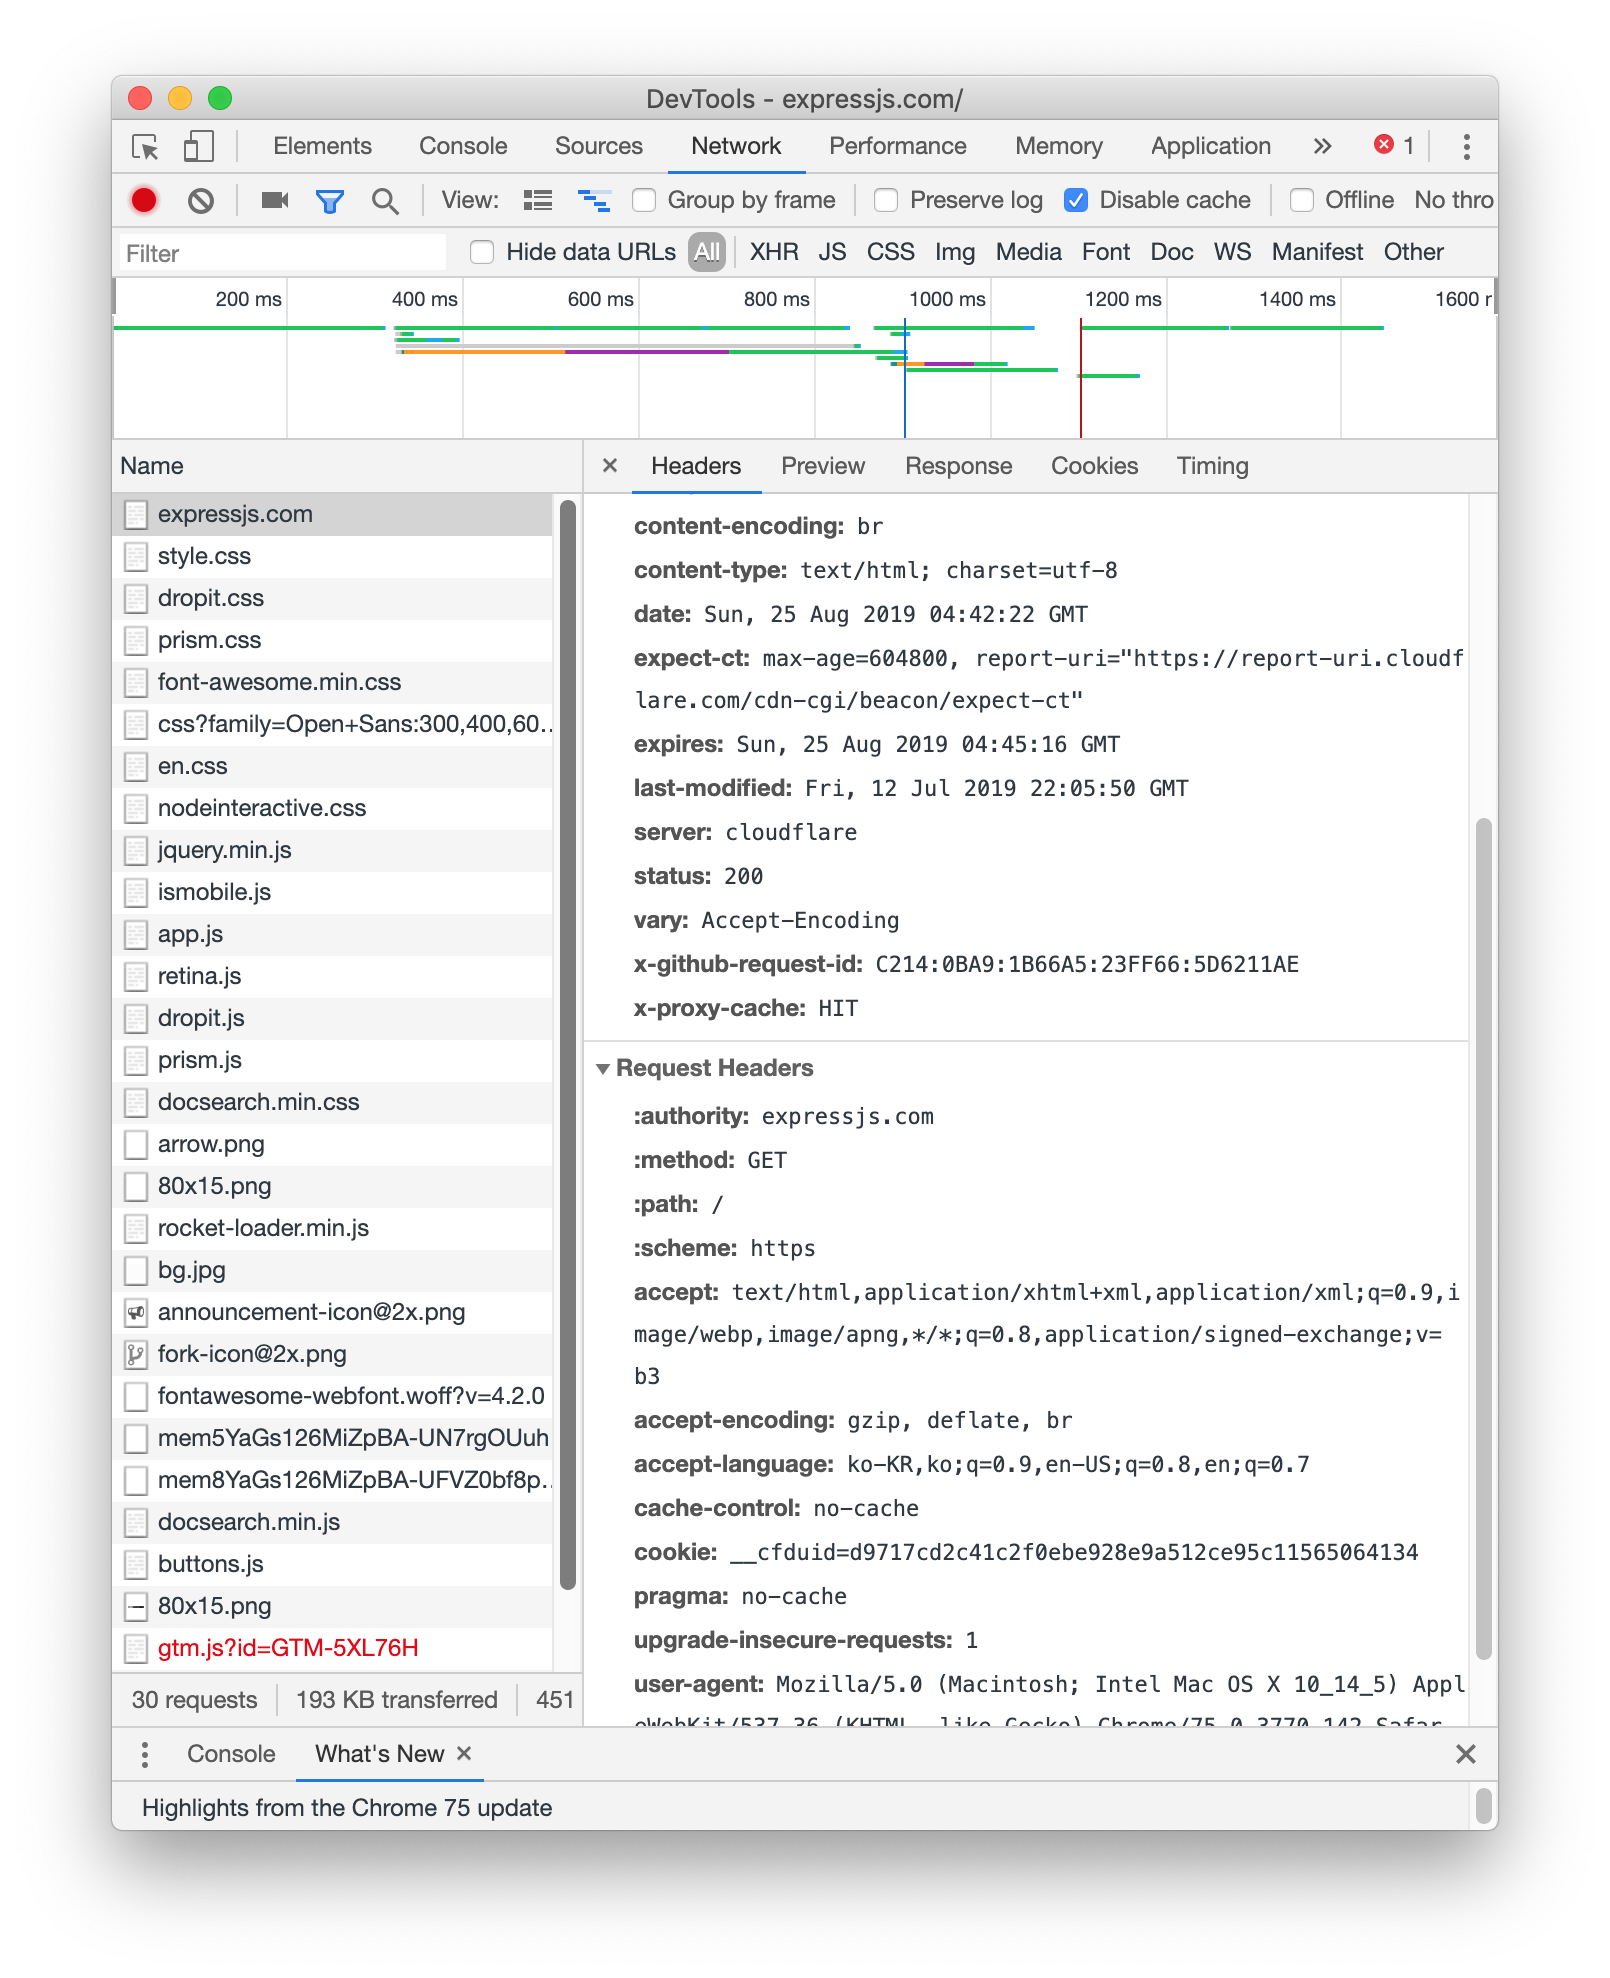 DevTools - expressjs.com/
Elements Console Sources Network Performance Memory Application » 1
View: Group by frame Preserve log Disable cache Offline No thro
Filter Hide data URLs All XHR JS CSS Img Media Font Doc WS Manifest Other
200 ms 400 ms 600 ms 800 ms 1000 ms 1200 ms 1400 ms 1600 r
Name
expressjs.com
style.css
dropit.css
prism.css
font-awesome.min.css
css?family=Open+Sans:300,400,60..
en.css
nodeinteractive.css
jquery.min.js
ismobile.js
app.js
retina.js
dropit.js
prism.js
docsearch.min.css
arrow.png
80x15.png
rocket-loader.min.js
bg.jpg
announcement-icon@2x.png
fork-icon@2x.png
fontawesome-webfont.woff?v=4.2.0
mem5YaGs126MiZpBA-UN7rgOUuh
mem8YaGs126MiZpBA-UFVZ0bf8p..
docsearch.min.js
buttons.js
80x15.png
gtm.js?id=GTM-5XL76H
30 requests 193 KB transferred 451
× Headers Preview Response Cookies Timing
content-encoding: br
content-type: text/html; charset=utf-8
date: Sun, 25 Aug 2019 04:42:22 GMT
expect-ct: max-age=604800, report-uri="https://report-uri.cloudf
lare.com/cdn-cgi/beacon/expect-ct"
expires: Sun, 25 Aug 2019 04:45:16 GMT
last-modified: Fri, 12 Jul 2019 22:05:50 GMT
server: cloudflare
status: 200
vary: Accept-Encoding
x-github-request-id: C214:0BA9:1B66A5:23FF66:5D6211AE
x-proxy-cache: HIT
Request Headers
:authority: expressjs.com
:method: GET
:path: /
:scheme: https
accept: text/html,application/xhtml+xml,application/xml;q=0.9,i
mage/webp,image/apng,*/*;q=0.8,application/signed-exchange;v=
b3
accept-encoding: gzip, deflate, br
accept-language: ko-KR,ko;q=0.9,en-US;q=0.8,en;q=0.7
cache-control: no-cache
cookie: __cfduid=d9717cd2c41c2f0ebe928e9a512ce95c11565064134
pragma: no-cache
upgrade-insecure-requests: 1
user-agent: Mozilla/5.0 (Macintosh; Intel Mac OS X 10_14_5) Appl
eWebKit/537.36 (KHTML, like Gecko) Chrome/75.0.3770.142 Safar
Console What's New ×
Highlights from the Chrome 75 update